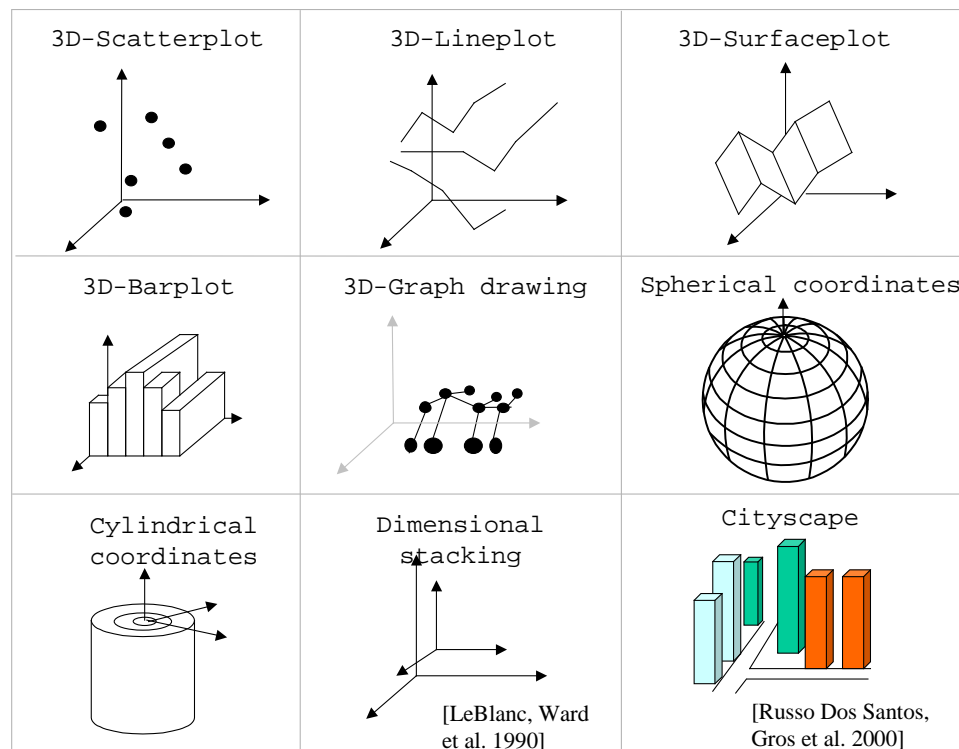 3D-Scatterplot
3D-Lineplot
3D-Surfaceplot
3D-Barplot
3D-Graph drawing
Spherical coordinates
Cylindrical
coordinates
Dimensional
stacking
[LeBlanc, Ward
et al. 1990]
Cityscape
[Russo Dos Santos,
Gros et al. 2000]